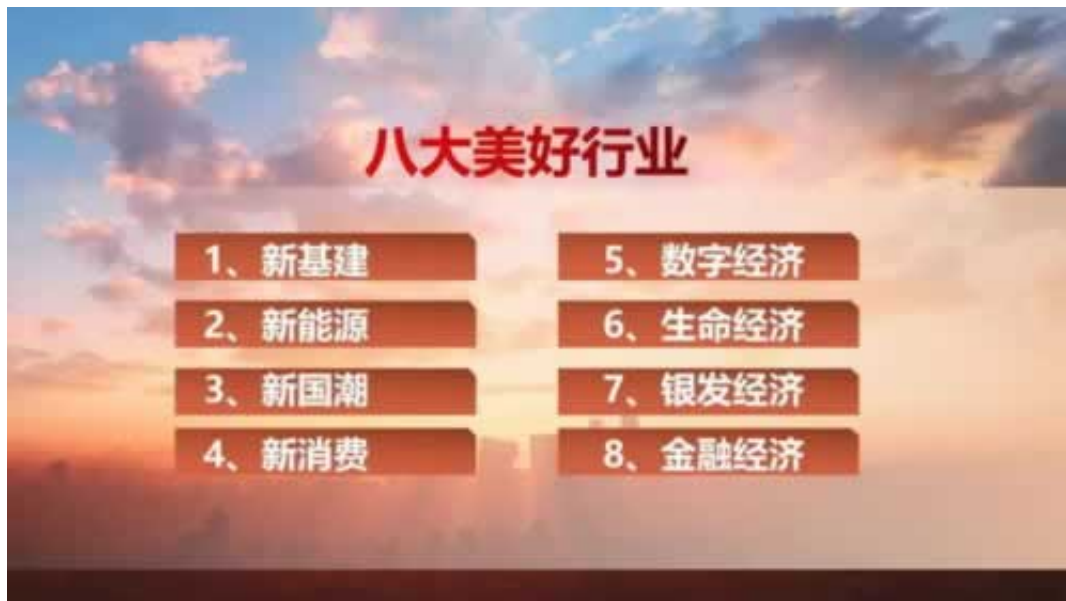 八大美好行业
1、新基建
2、新能源
3、新国潮
4、新消费
5、数字经济
6、生命经济
7、银发经济
8、金融经济